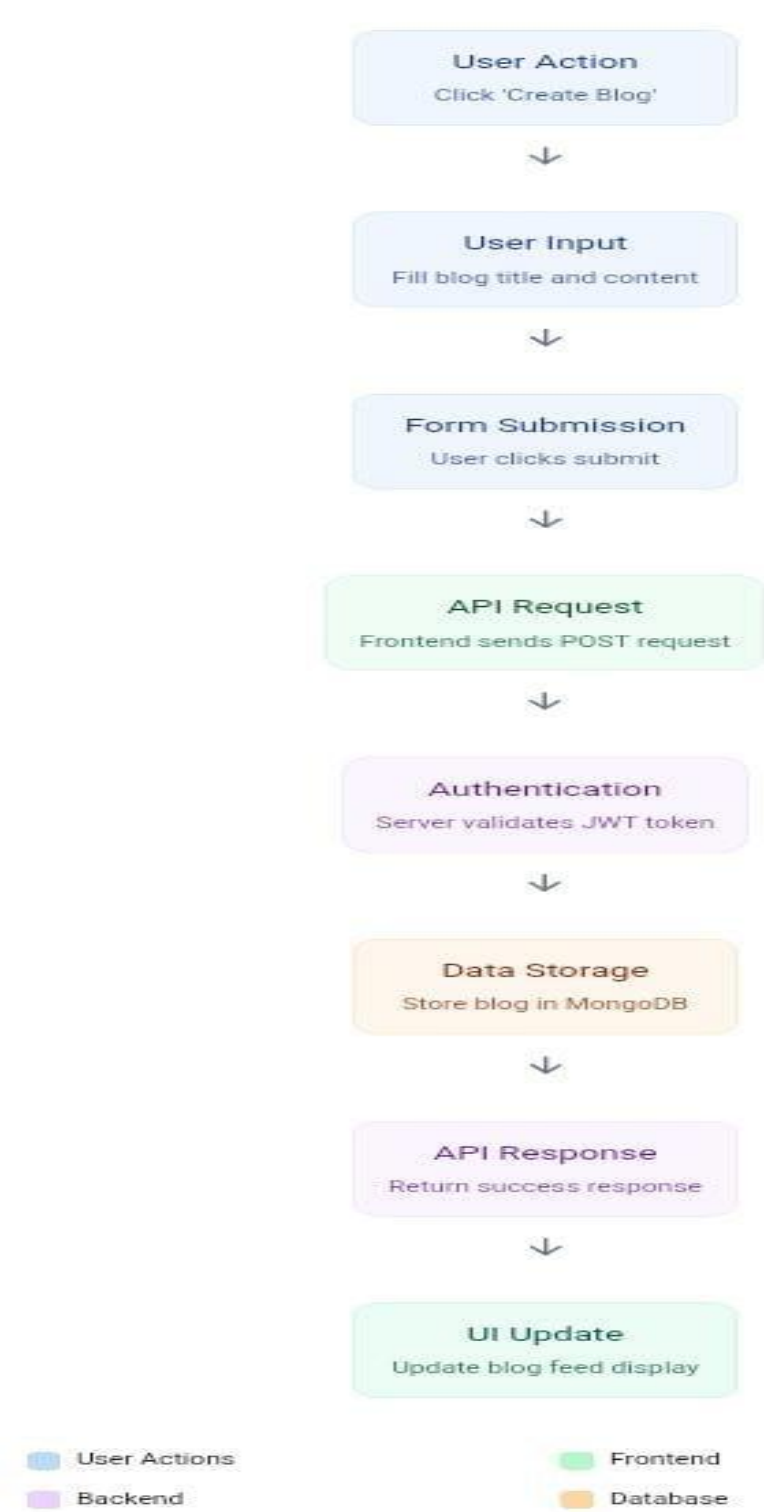 User Action
Click 'Create Blog'
User Input
Fill blog title and content
Form Submission
User clicks submit
API Request
Frontend sends POST request
Authentication
Server validates JWT token
Data Storage
Store blog in MongoDB
API Response
Return success response
UI Update
Update blog feed display
User Actions
Frontend
Backend
Database